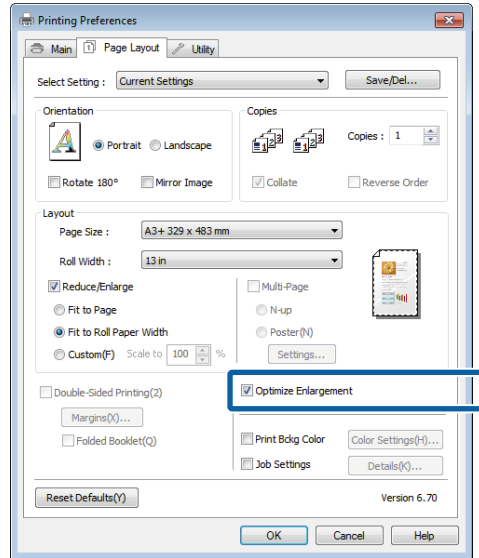 Printing Preferences
Main Page Layout Utility
Select Setting : Current Settings Save/Del...
Orientation
Portrait Landscape
Rotate 180° Mirror Image
Copies
Copies : 1
Collate Reverse Order
Layout
Page Size : A3+ 329 x 483 mm
Roll Width : 13 in
Reduce/Enlarge
Fit to Page
Fit to Roll Paper Width
Custom(F) Scale to 100 %
Multi-Page
N-up
Poster(N)
Settings...
Double-Sided Printing(2)
Margins(X)...
Folded Booklet(Q)
Optimize Enlargement
Print Bckg Color Color Settings(H)...
Job Settings Details(K)...
Reset Defaults(Y) Version 6.70
OK Cancel Help